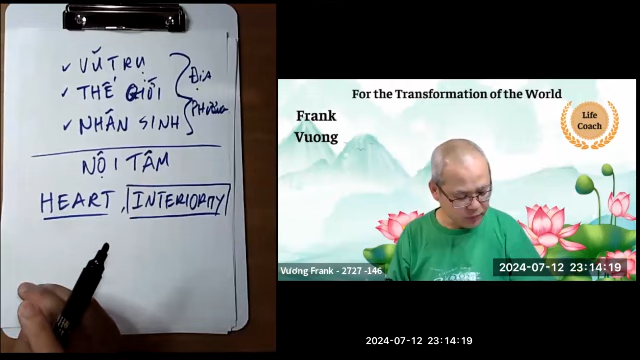 ✓ VŨ TRỤ
✓ THẾ GIỚI
✓ NHÂN SINH
ĐỊA
PHƯƠNG
NỘI TÂM
HEART, INTERIORITY
For the Transformation of the World
Frank
Vuong
Life
Coach
Vương Frank - 2727 -146
2024-07-12 23:14:19
2024-07-12 23:14:19